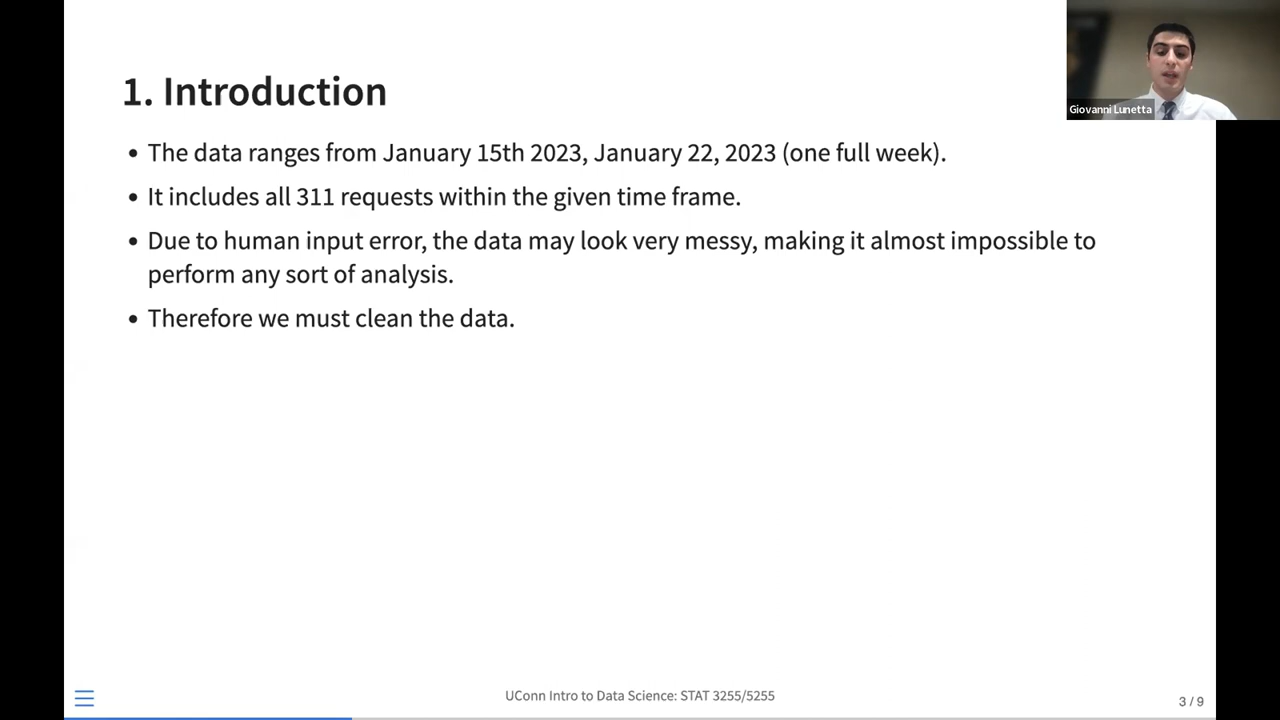 Giovanni Lunetta
1. Introduction
• The data ranges from January 15th 2023, January 22, 2023 (one full week).
• It includes all 311 requests within the given time frame.
• Due to human input error, the data may look very messy, making it almost impossible to
perform any sort of analysis.
• Therefore we must clean the data.
UConn Intro to Data Science: STAT 3255/5255
3 / 9